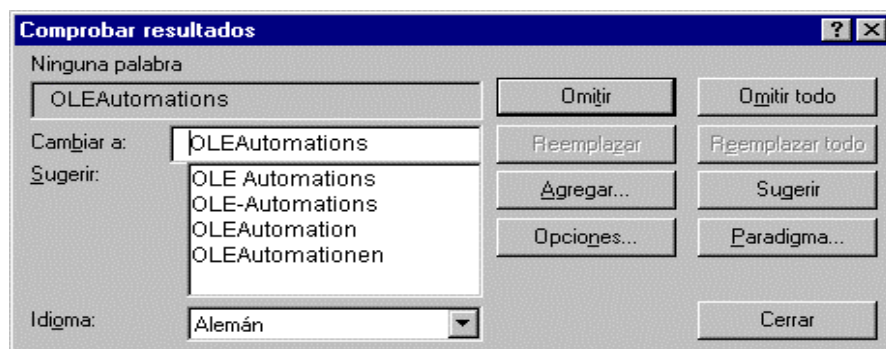 Comprobar resultados
Ninguna palabra
OLEAutomations
Omitir
Omitir todo
Cambiar a:
OLEAutomations
Reemplazar
Reemplazar todo
Sugerir:
OLE Automations
OLE-Automations
OLEAutomation
OLEAutomationen
Agregar...
Sugerir
Opciones...
Paradigma...
Idioma:
Alemán
Cerrar